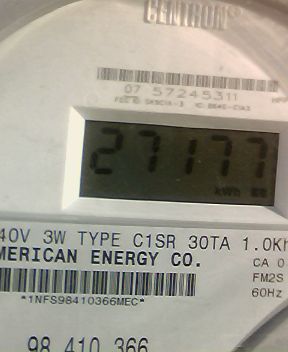 CENTRON®
07 57245311
27177
kWh
40V 3W TYPE C1SR 30TA 1.0Kh
MERICAN ENERGY CO.
CA 0
FM2S
*1NFS98410366MEC*
60Hz
98 410 366